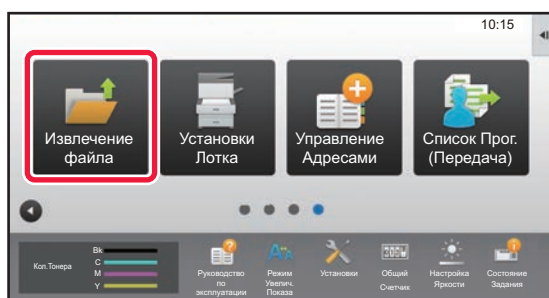 10:15
Извлечение
файла
Установки
Лотка
Управление
Адресами
Список Прог.
(Передача)
Кол.Тонера
Bk
C
M
Y
Руководство
по
эксплуатации
Режим
Увелич.
Показа
Установки
Общий
Счетчик
Настройка
Яркости
Состояние
Задания